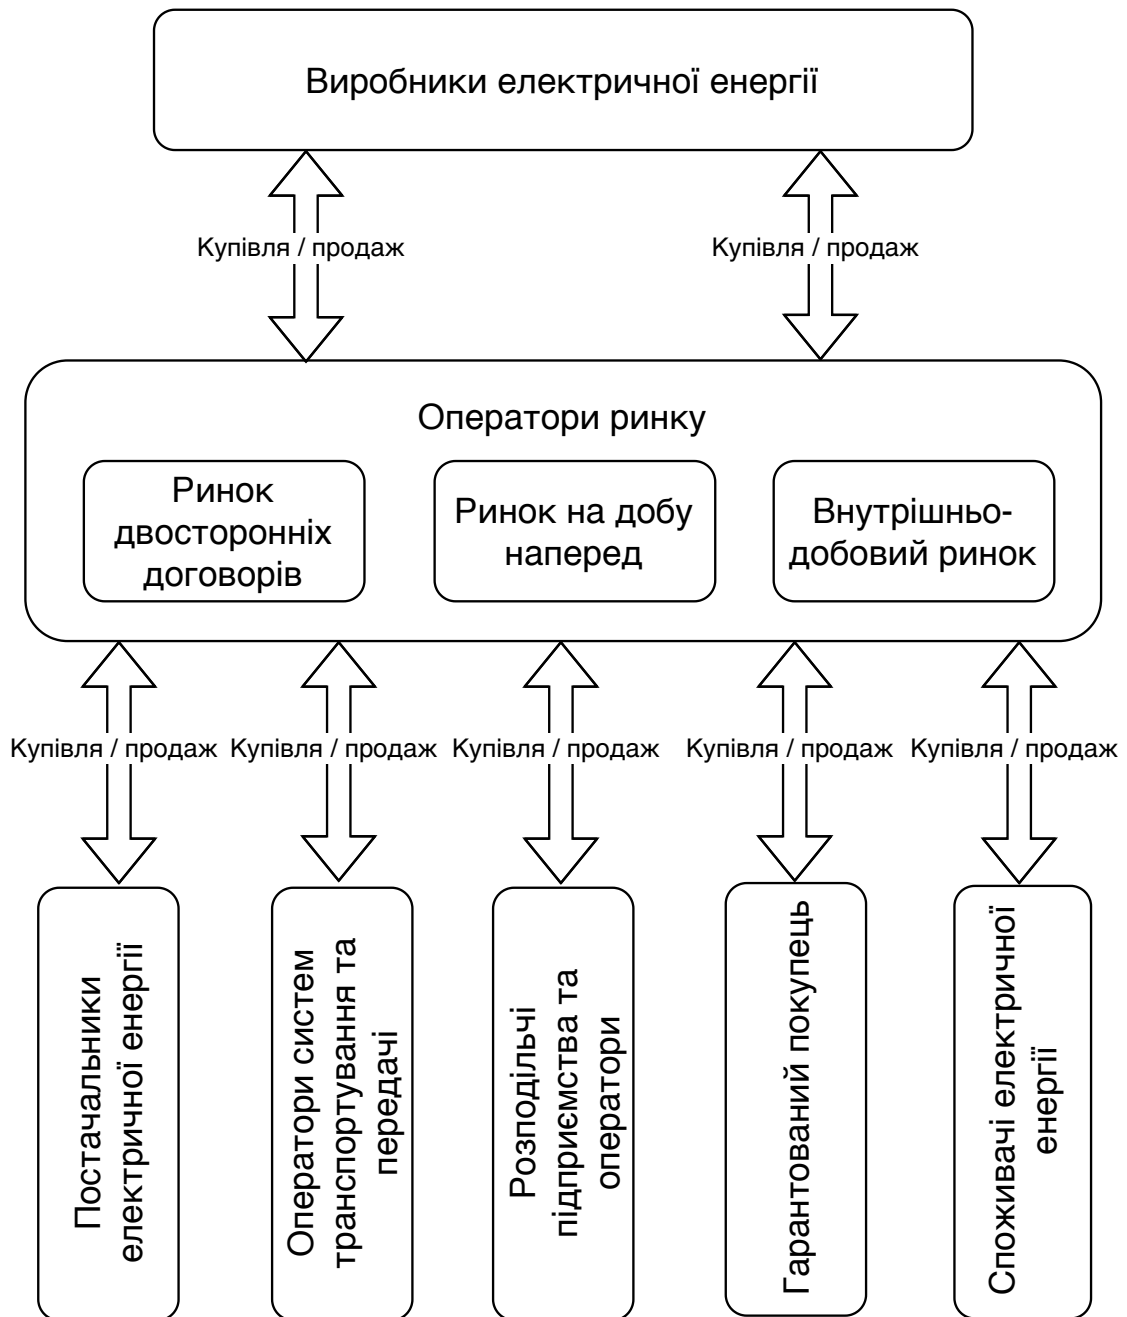 Виробники електричної енергії
Купівля / продаж
Купівля / продаж
Оператори ринку
Ринок
двосторонніх
договорів
Ринок на добу
наперед
Внутрішньо-
добовий ринок
Купівля / продаж
Купівля / продаж
Купівля / продаж
Купівля / продаж
Купівля / продаж
Постачальники
електричної енергії
Оператори систем
транспортування та
передачі
Розподільчі
підприємства та
оператори
Гарантований покупець
Споживачі електричної
енергії